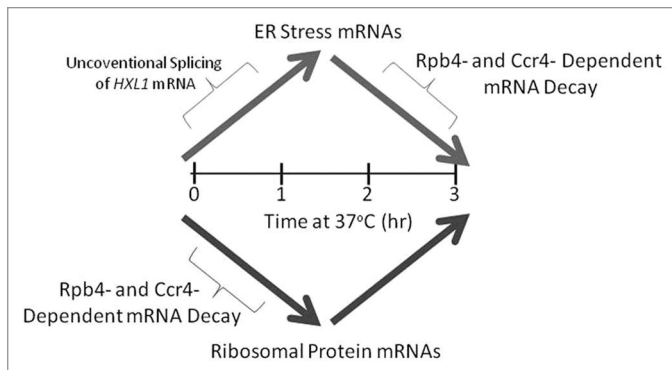 ER Stress mRNAs
Uncoventional Splicing
of HXL1 mRNA
Rpb4- and Ccr4- Dependent
mRNA Decay
0 1 2 3
Time at 37°C (hr)
Rpb4- and Ccr4-
Dependent mRNA Decay
Ribosomal Protein mRNAs